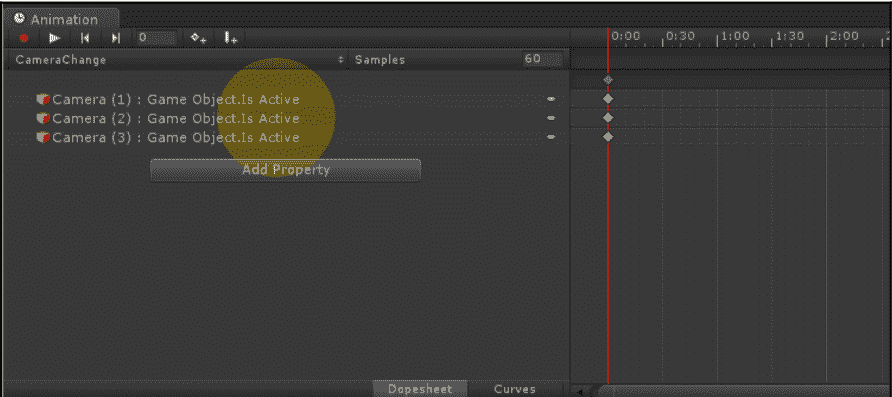 Animation
0
0:00 0:30 1:00 1:30 2:00
CameraChange Samples 60
Camera (1) : Game Object.Is Active
Camera (2) : Game Object.Is Active
Camera (3) : Game Object.Is Active
Add Property
Dopesheet Curves